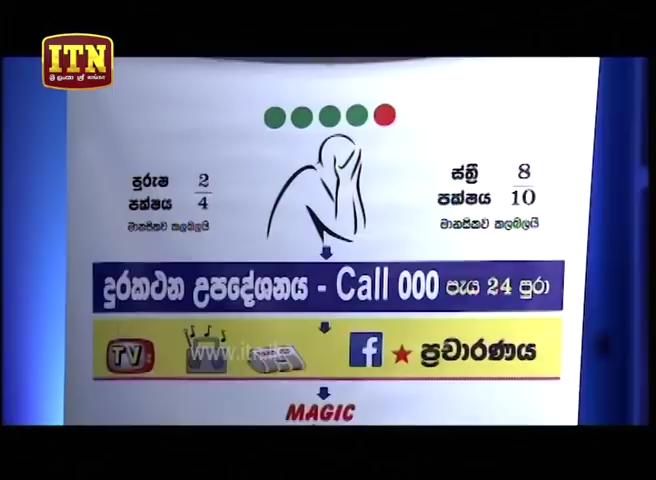 ITN
පුරුෂ 2
පක්ෂය 4
මානසිකව කලබලයි
ස්ත්‍රී 8
පක්ෂය 10
මානසිකව කලබලයි
දුරකථන උපදේශනය - Call 000 පැය 24 පුරා
TV
www.itn.lk
f ★ ප්‍රචාරණය
MAGIC